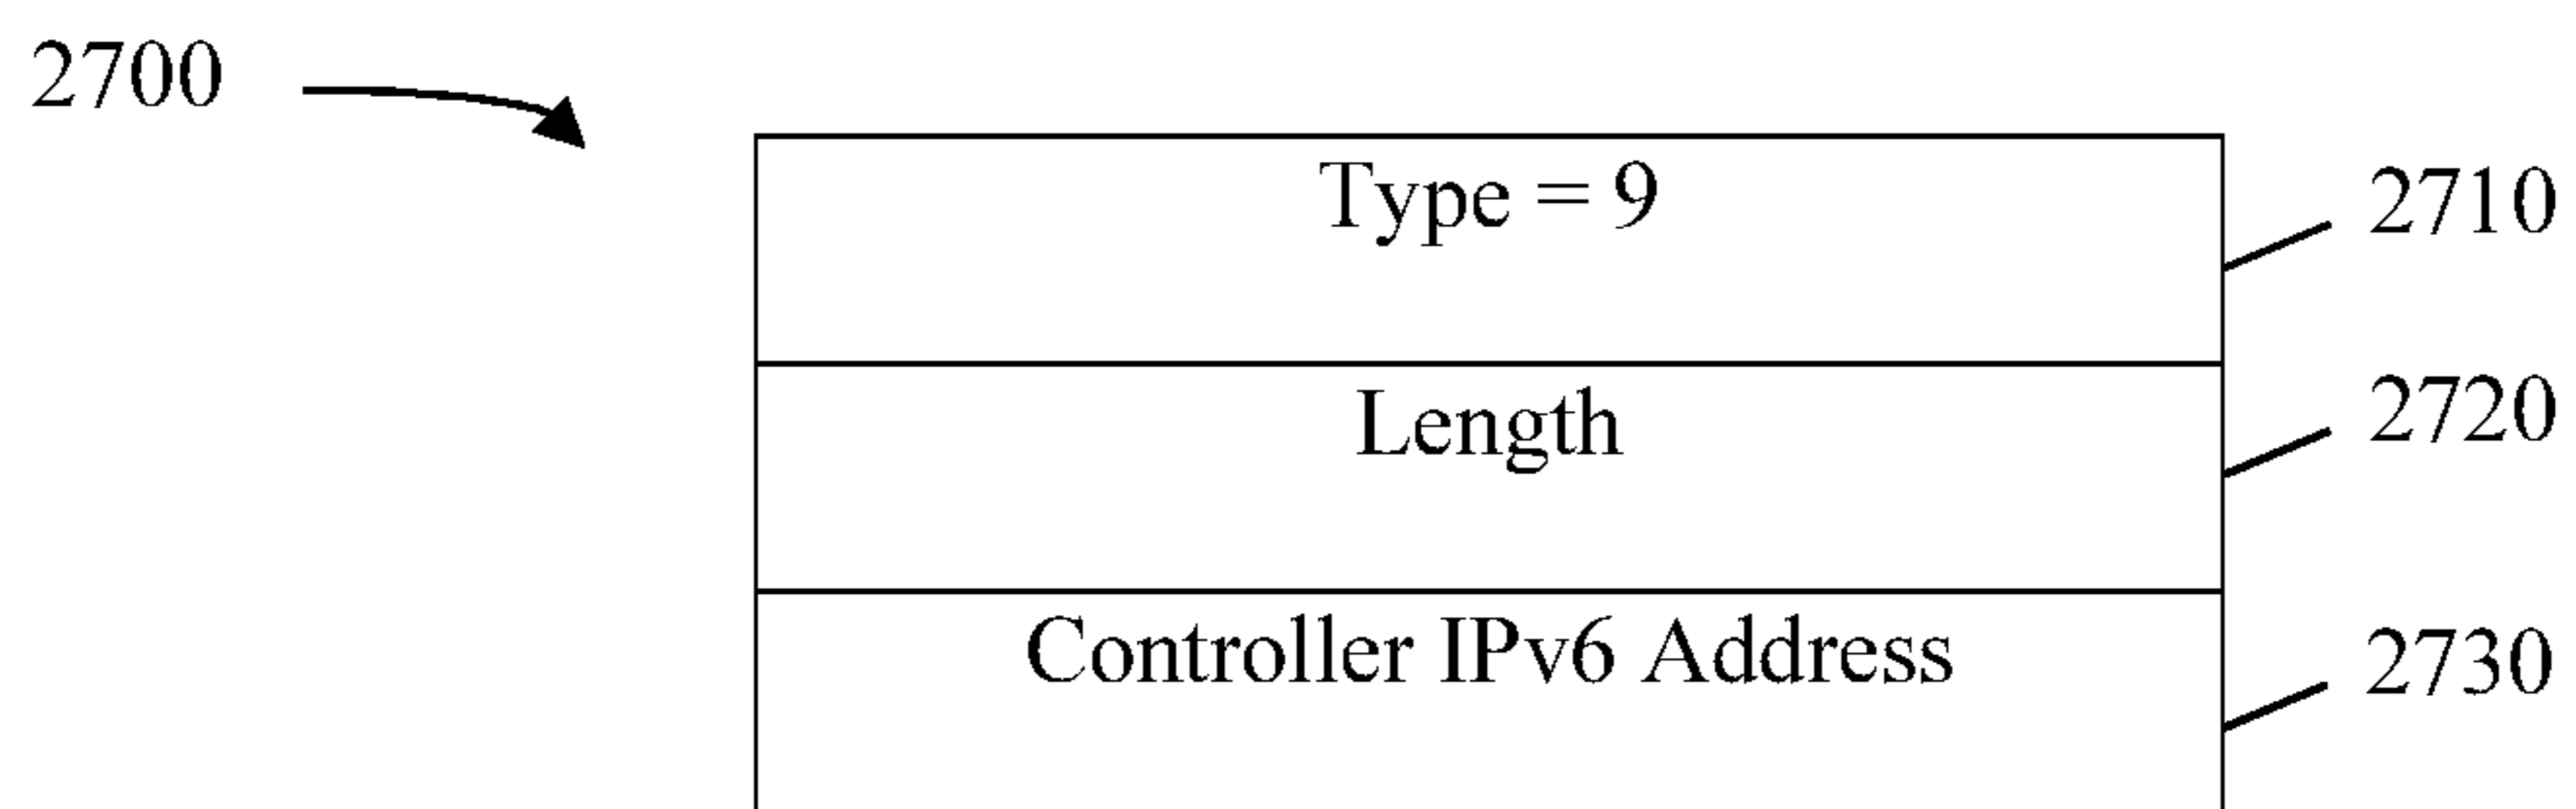 2700
Type = 9
2710
Length
2720
Controller IPv6 Address
2730